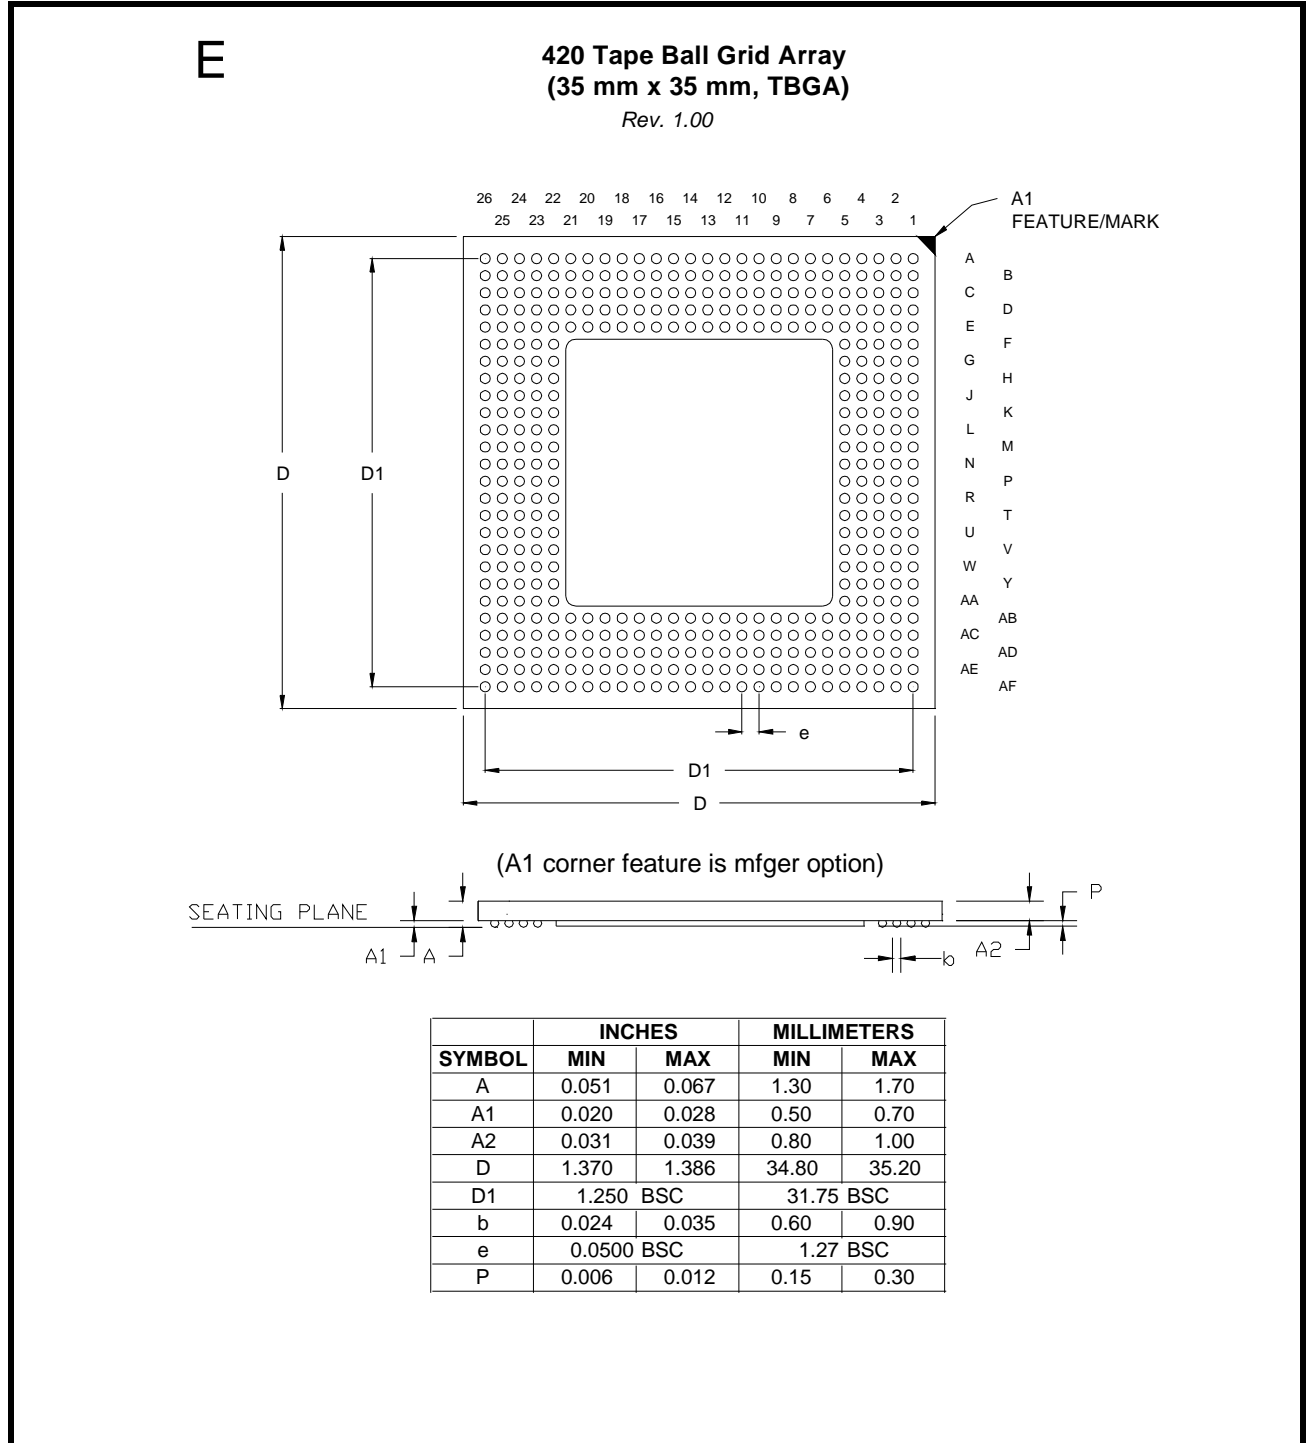 E
420 Tape Ball Grid Array
(35 mm x 35 mm, TBGA)
Rev. 1.00
26 24 22 20 18 16 14 12 10 8 6 4 2
25 23 21 19 17 15 13 11 9 7 5 3 1
A1
FEATURE/MARK
A
B
C
D
E
F
G
H
J
K
L
M
N
P
R
T
U
V
W
Y
AA
AB
AC
AD
AE
AF
D
D1
e
D1
D
(A1 corner feature is mfger option)
SEATING PLANE
P
A1 A
b
A2
INCHES MILLIMETERS
SYMBOL MIN MAX MIN MAX
A 0.051 0.067 1.30 1.70
A1 0.020 0.028 0.50 0.70
A2 0.031 0.039 0.80 1.00
D 1.370 1.386 34.80 35.20
D1 1.250 BSC 31.75 BSC
b 0.024 0.035 0.60 0.90
e 0.0500 BSC 1.27 BSC
P 0.006 0.012 0.15 0.30